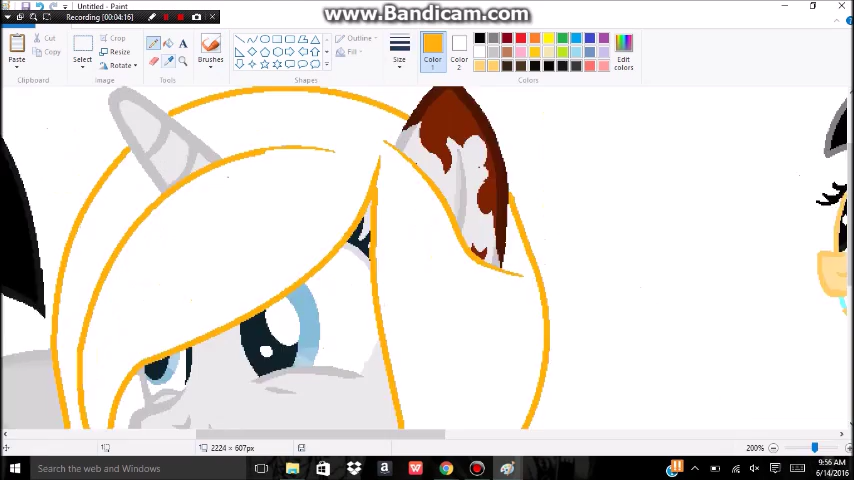 Untitled - Paint
www.Bandicam.com
Recording [00:04:16]
Paste
Cut
Copy
Clipboard
Select
Crop
Resize
Rotate
Image
A
Tools
Brushes
Shapes
Outline
Fill
Size
Color
1
Color
2
Edit
colors
Colors
2224 × 607px
200%
Search the web and Windows
9:56 AM
6/14/2016